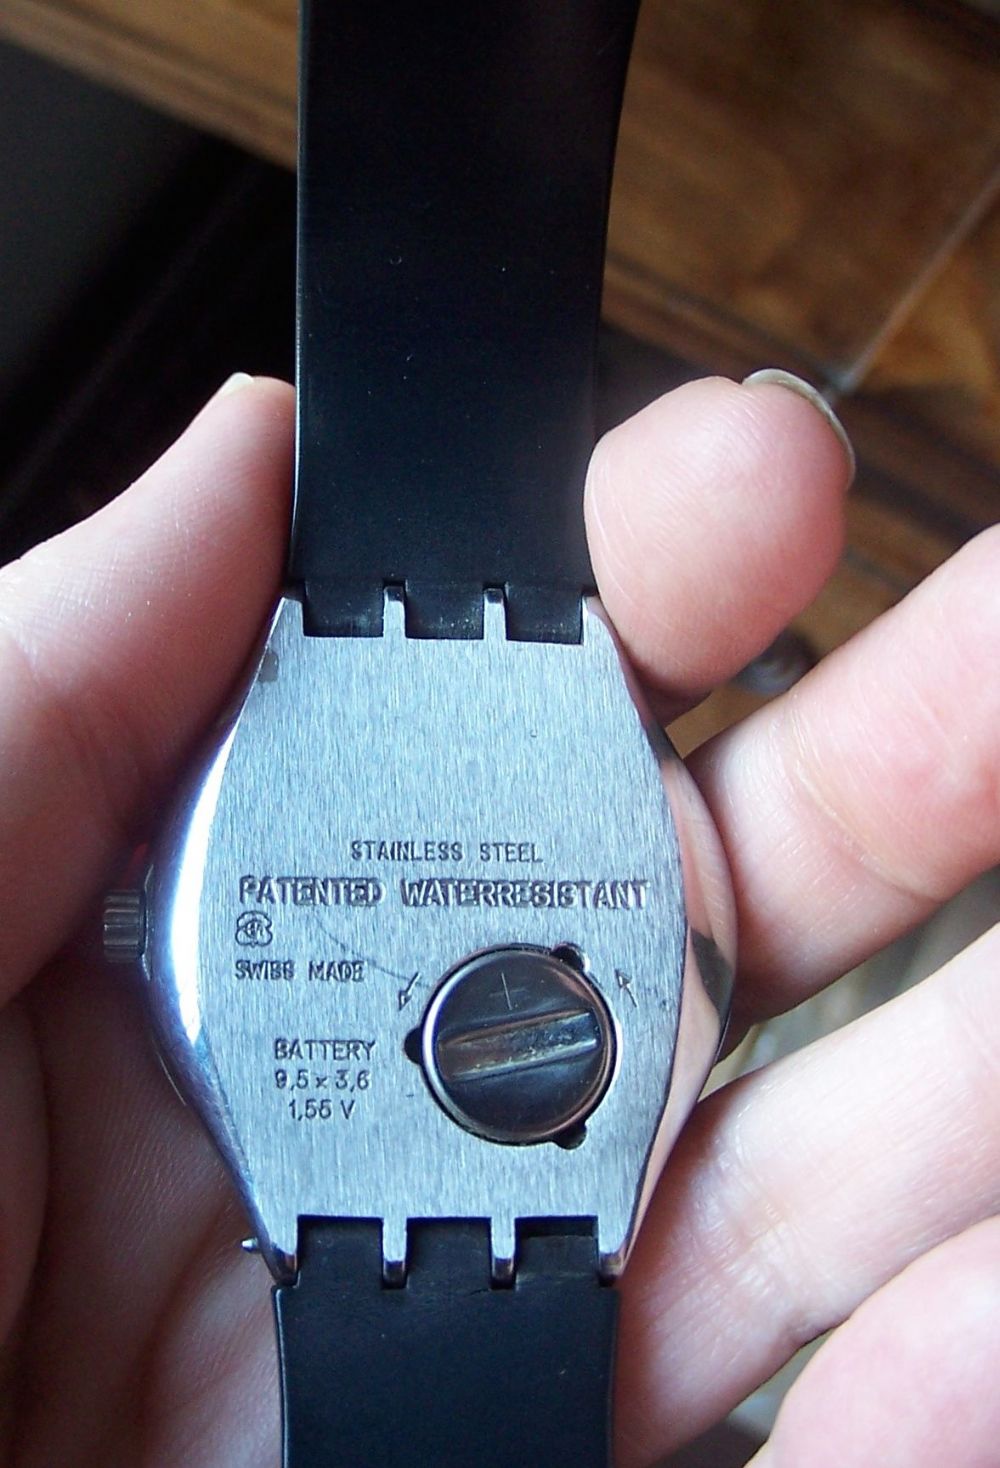 STAINLESS STEEL
PATENTED WATERRESISTANT
SWISS MADE
BATTERY
9,5 x 3,6
1,55 V
+